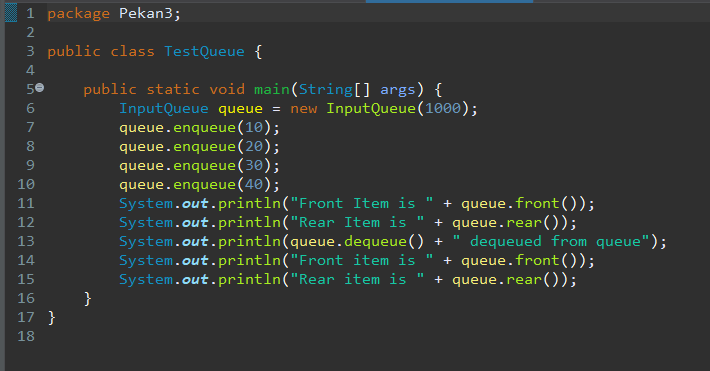 1 package Pekan3;
2
3 public class TestQueue {
4
5 public static void main(String[] args) {
6 InputQueue queue = new InputQueue(1000);
7 queue.enqueue(10);
8 queue.enqueue(20);
9 queue.enqueue(30);
10 queue.enqueue(40);
11 System.out.println("Front Item is " + queue.front());
12 System.out.println("Rear Item is " + queue.rear());
13 System.out.println(queue.dequeue() + " dequeued from queue");
14 System.out.println("Front item is " + queue.front());
15 System.out.println("Rear item is " + queue.rear());
16 }
17 }
18